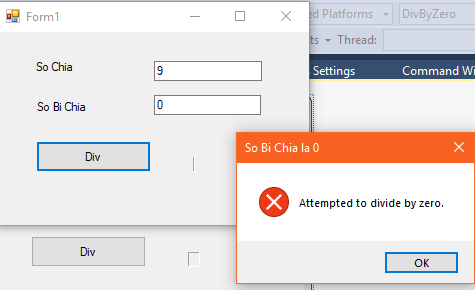 Form1
Platforms
DivByZero
Thread:
Settings
Command Wi
So Chia
9
So Bi Chia
0
Div
So Bi Chia la 0
Attempted to divide by zero.
OK
Div